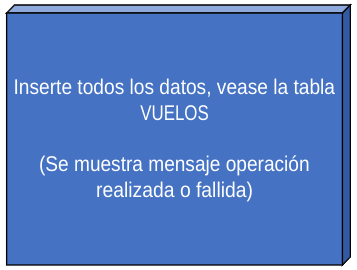 Inserte todos los datos, vease la tabla
VUELOS
(Se muestra mensaje operación
realizada o fallida)